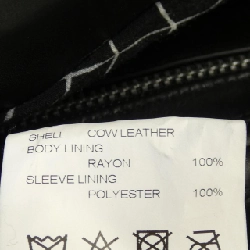 SHELL COW LEATHER
BODY LINING
RAYON 100%
SLEEVE LINING
POLYESTER 100%